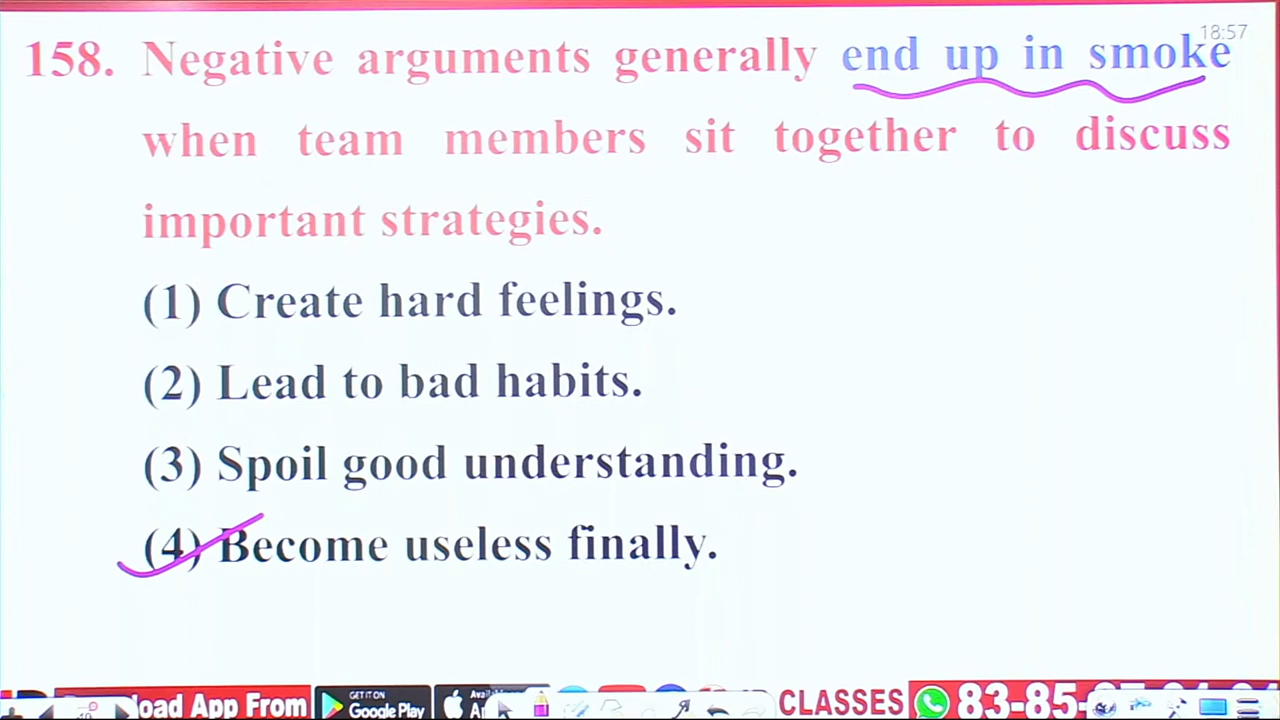 18:57
158. Negative arguments generally end up in smoke
when team members sit together to discuss
important strategies.
(1) Create hard feelings.
(2) Lead to bad habits.
(3) Spoil good understanding.
(4) Become useless finally.
App From
GET IT ON
Google Play
CLASSES
83-85-